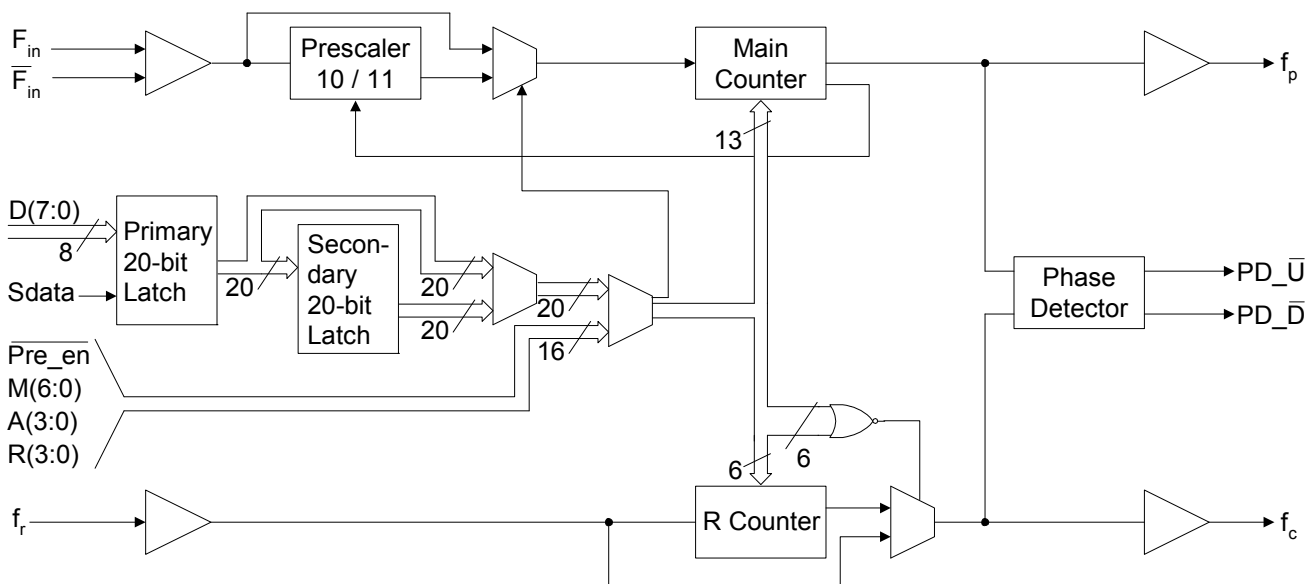 F_in
F̅_in
Prescaler
10 / 11
Main
Counter
f_p
13
D(7:0)
8
Sdata
Primary
20-bit
Latch
20
Secon-
dary
20-bit
Latch
20
20
20
16
Phase
Detector
PD_U̅
PD_D̅
P̅r̅e̅_̅e̅n̅
M(6:0)
A(3:0)
R(3:0)
6
6
f_r
R Counter
f_c